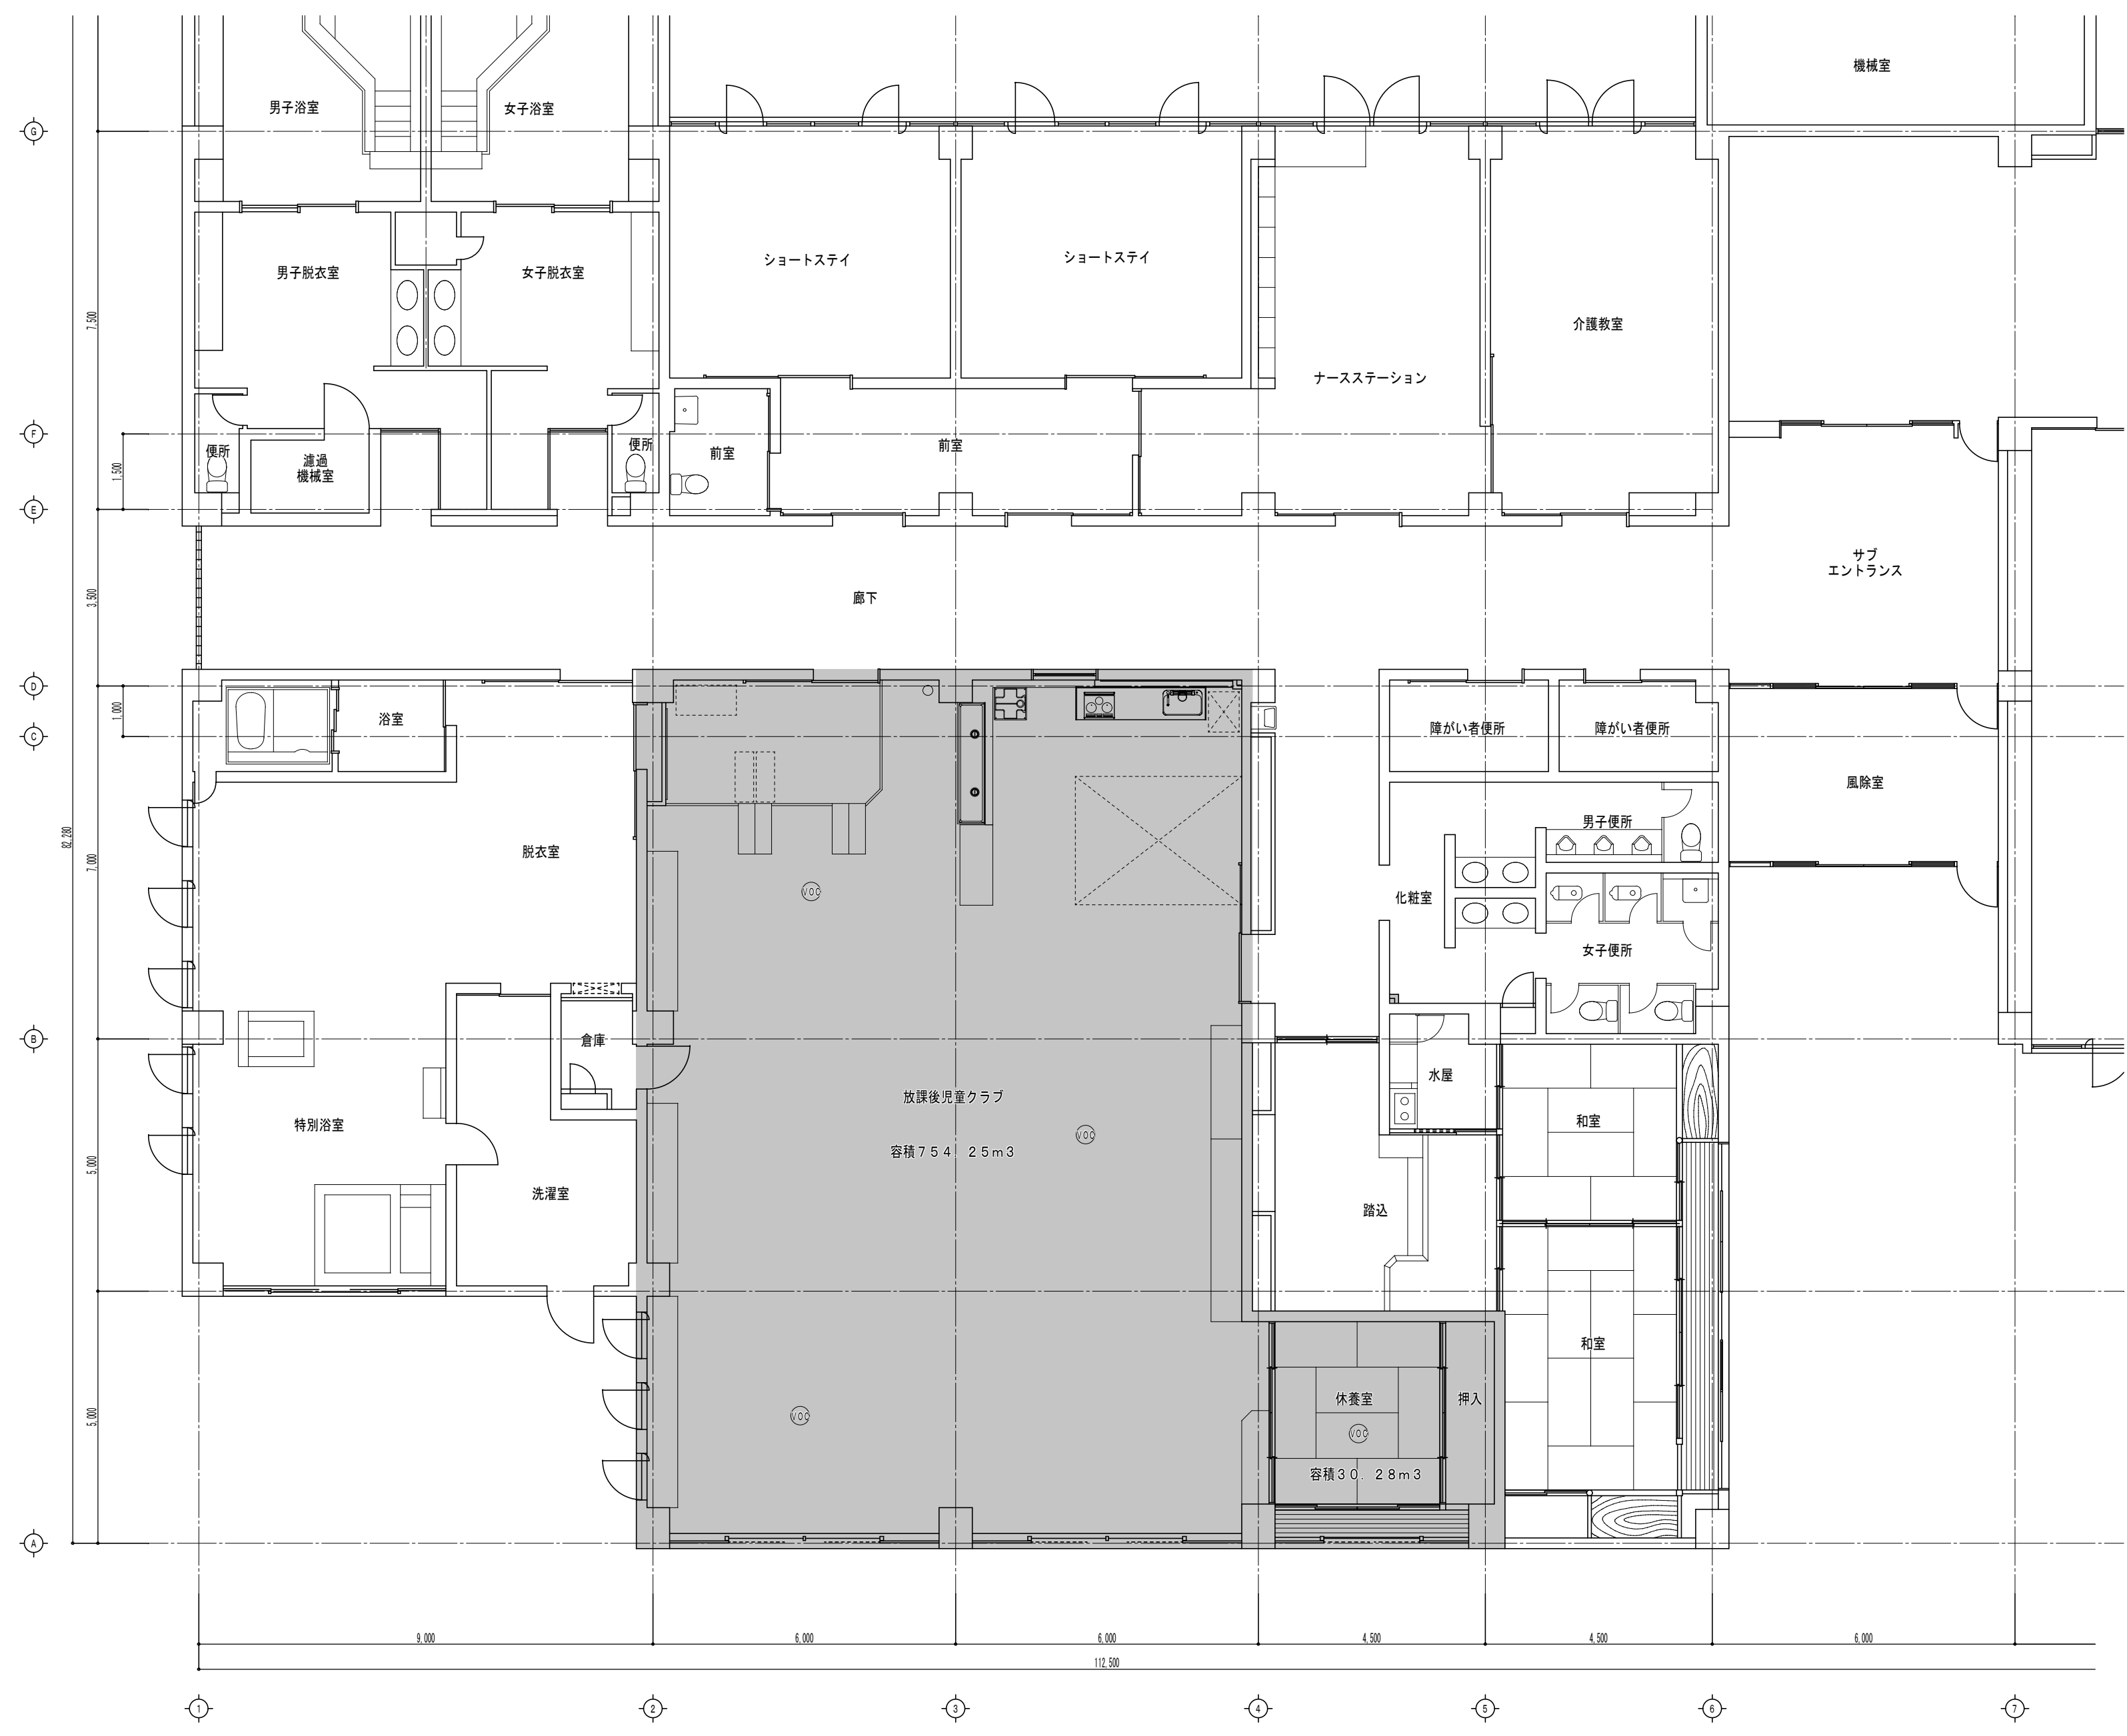 機械室
男子浴室
女子浴室
G
ショートステイ
ショートステイ
男子脱衣室
女子脱衣室
介護教室
7,500
ナースステーション
F
便所
濾過
機械室
便所
前室
前室
1,500
E
サブ
エントランス
3,500
廊下
D
1,000
浴室
障がい者便所
障がい者便所
C
風除室
男子便所
82,280
7,000
脱衣室
VOC
化粧室
女子便所
B
倉庫
水屋
放課後児童クラブ
和室
特別浴室
VOC
容積754.25m3
5,000
洗濯室
踏込
和室
休養室
押入
5,000
VOC
VOC
容積30.28m3
A
9,000
6,000
6,000
4,500
4,500
6,000
112,500
1
2
3
4
5
6
7